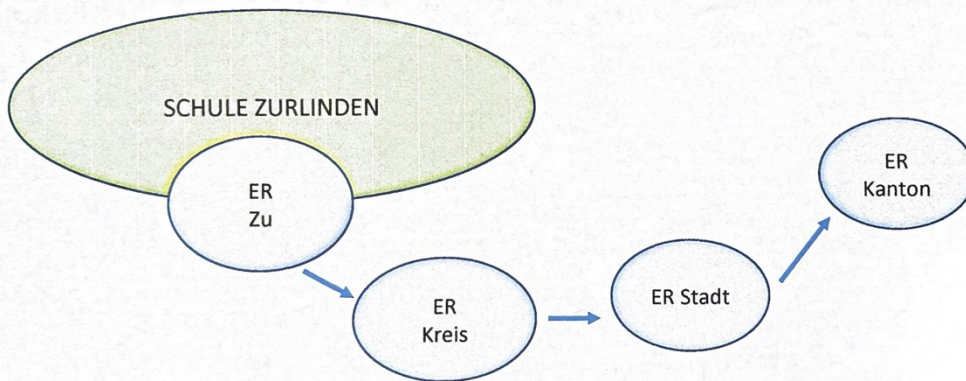 SCHULE ZURLINDEN
ER
Zu
ER
Kreis
ER Stadt
ER
Kanton